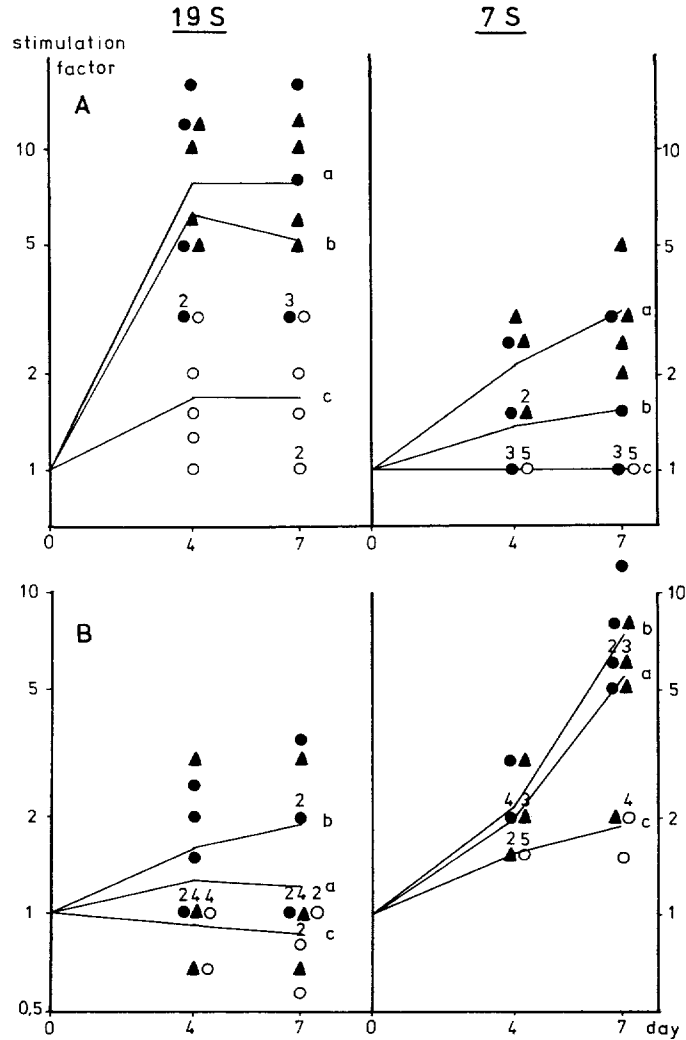 19 S 7 S
stimulation
factor
A
10 10
a
b
5 5
2 3
a
2 2
c 2 b
1 2 3 5 3 5 c 1
0 4 7 0 4 7
B
10 10
b
2 3
a
5 5
2 4 3 4
2 2
b 2 5 c
2 4 4 2 4 2 a
1 1
c
2
0,5
0 4 7 0 4 7 day